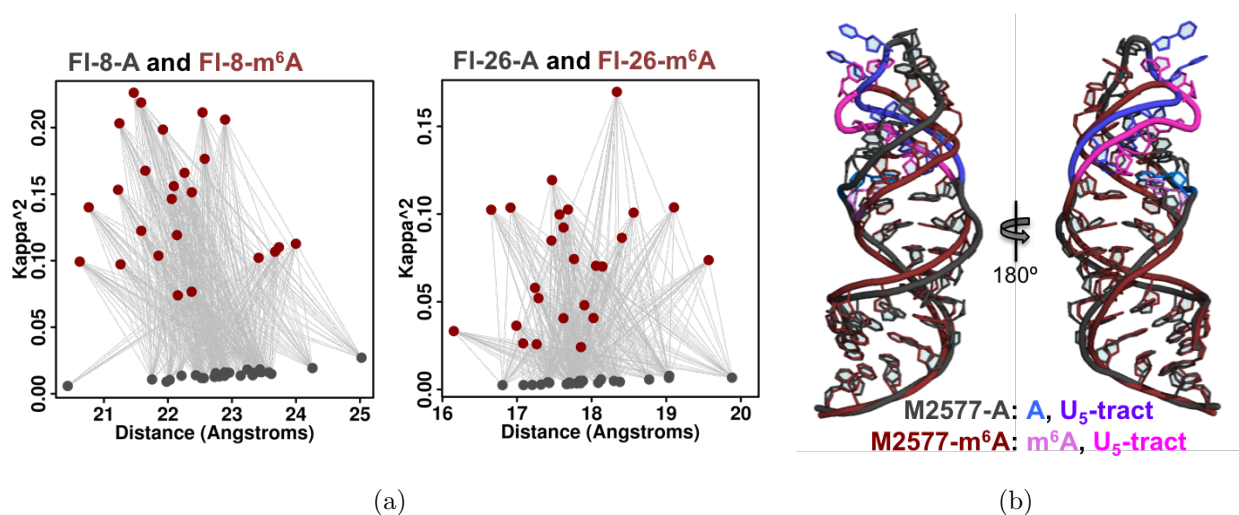 Fl-8-A and Fl-8-m⁶A
Kappa^2
0.00 0.05 0.10 0.15 0.20
21 22 23 24 25
Distance (Angstroms)
Fl-26-A and Fl-26-m⁶A
Kappa^2
0.00 0.05 0.10 0.15
16 17 18 19 20
Distance (Angstroms)
(a)
b)
180º
M2577-A: A, U₅-tract
M2577-m⁶A: m⁶A, U₅-tract
(b)